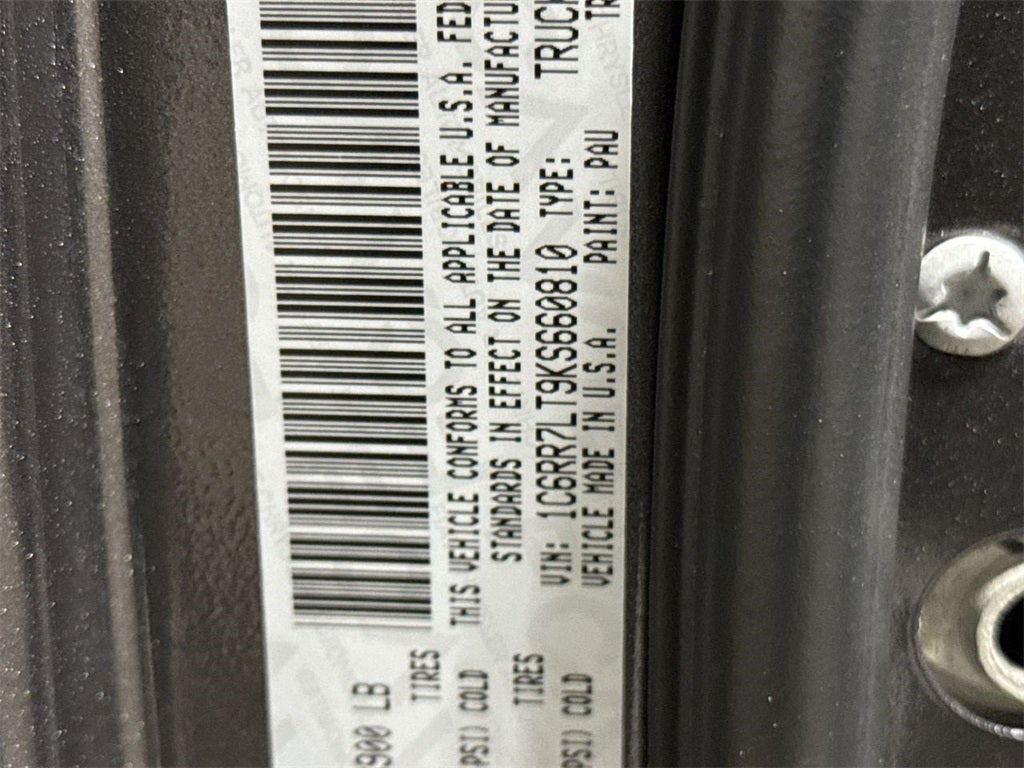 900 LB
TIRES
PSI) COLD
TIRES
PSI) COLD
THIS VEHICLE CONFORMS TO ALL APPLICABLE U.S.A. FED
STANDARDS IN EFFECT ON THE DATE OF MANUFACTU
VIN: 1C6RR7LT9KS660810 TYPE: TRUCK
VEHICLE MADE IN U.S.A. PAINT: PAU TR